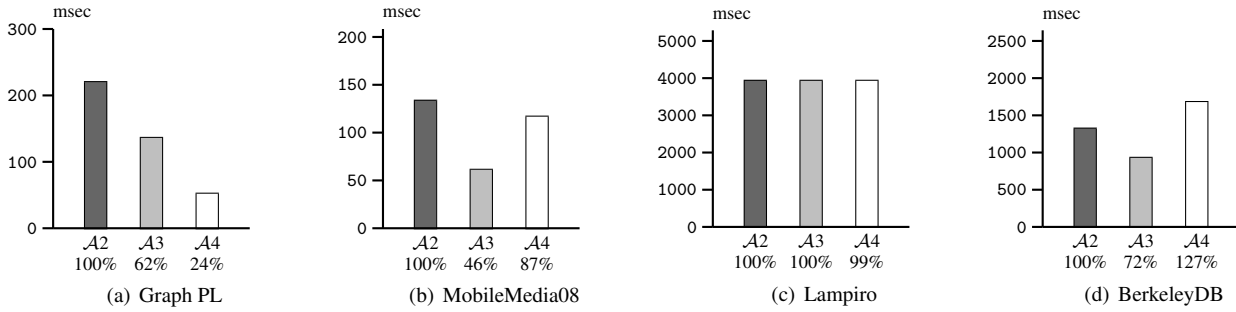 msec
300
200
100
0
𝒜2 𝒜3 𝒜4
100% 62% 24%
(a) Graph PL
msec
200
150
100
50
0
𝒜2 𝒜3 𝒜4
100% 46% 87%
(b) MobileMedia08
msec
5000
4000
3000
2000
1000
0
𝒜2 𝒜3 𝒜4
100% 100% 99%
(c) Lampiro
msec
2500
2000
1500
1000
500
0
𝒜2 𝒜3 𝒜4
100% 72% 127%
(d) BerkeleyDB